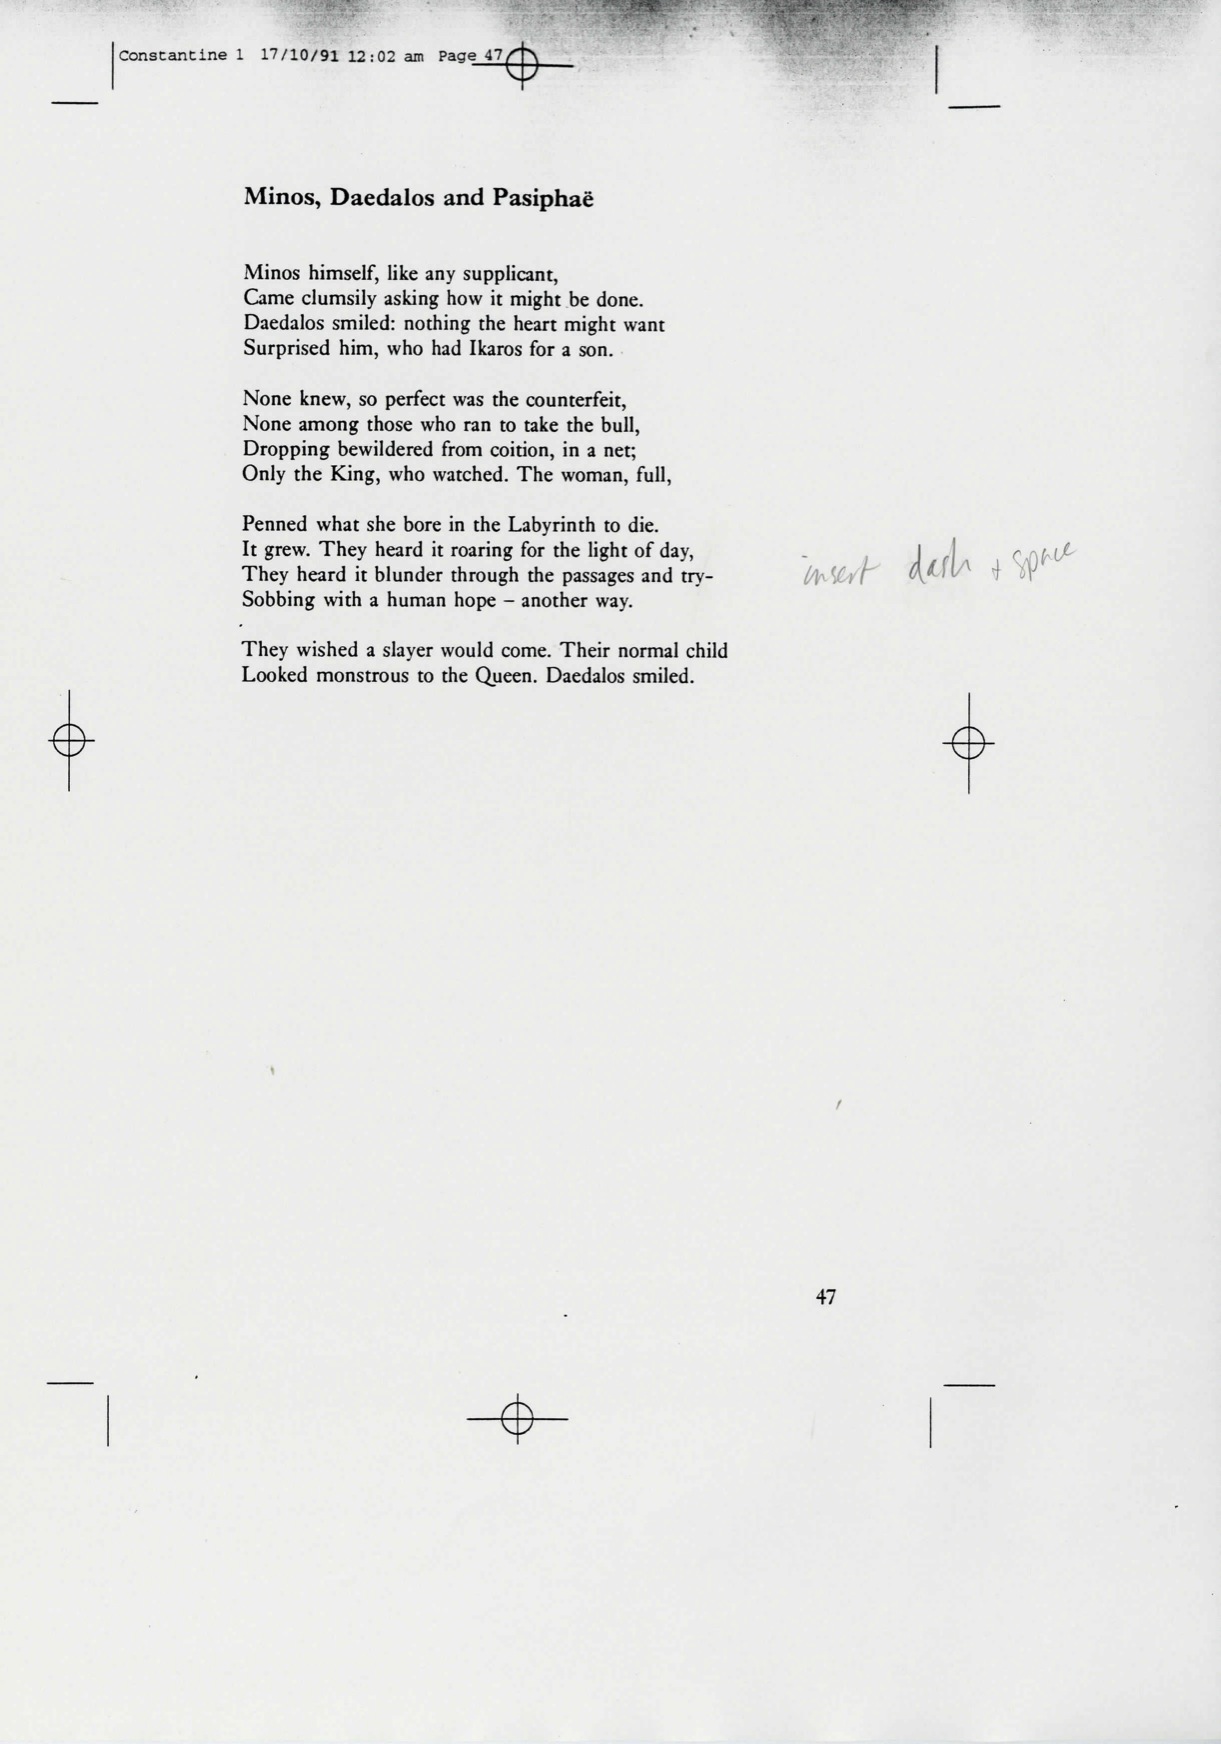 Constantine 1 17/10/91 12:02 am Page 47
Minos, Daedalos and Pasiphaë
Minos himself, like any supplicant,
Came clumsily asking how it might be done.
Daedalos smiled: nothing the heart might want
Surprised him, who had Ikaros for a son.
None knew, so perfect was the counterfeit,
None among those who ran to take the bull,
Dropping bewildered from coition, in a net;
Only the King, who watched. The woman, full,
Penned what she bore in the Labyrinth to die.
It grew. They heard it roaring for the light of day,
They heard it blunder through the passages and try-
insert dash + space
Sobbing with a human hope – another way.
They wished a slayer would come. Their normal child
Looked monstrous to the Queen. Daedalos smiled.
47